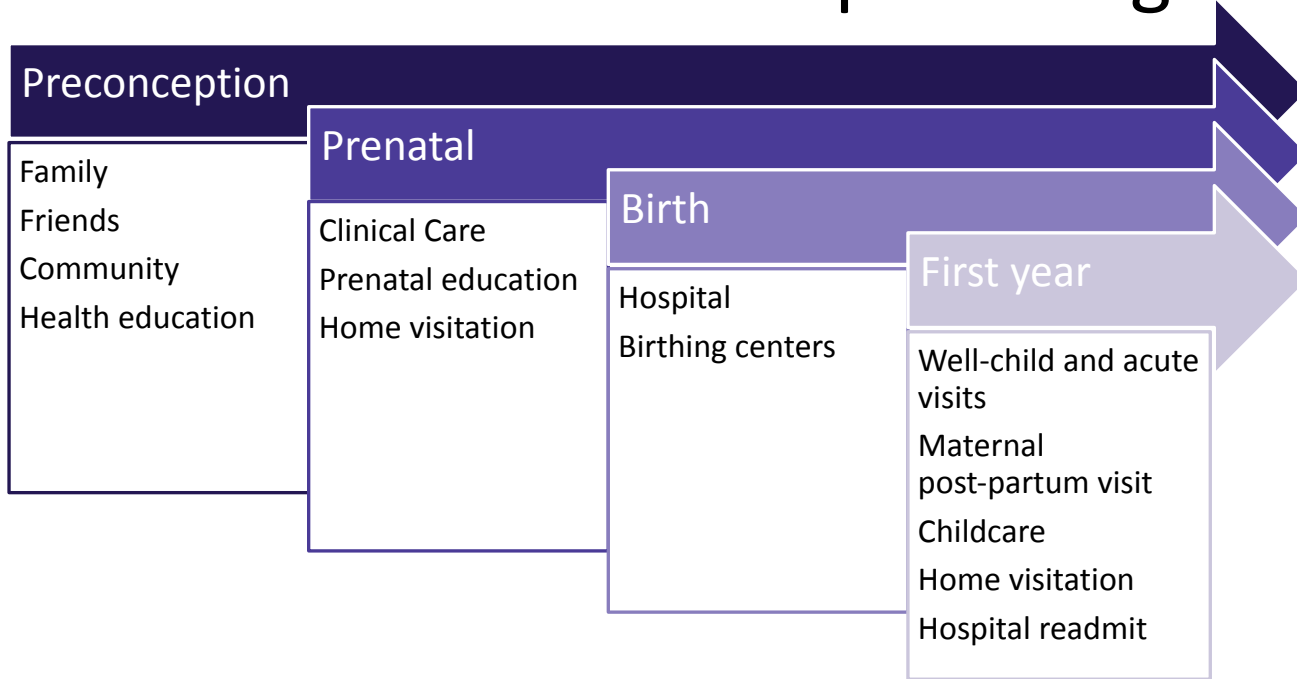 Preconception
Family
Friends
Community
Health education
Prenatal
Clinical Care
Prenatal education
Home visitation
Birth
Hospital
Birthing centers
First year
Well-child and acute
visits
Maternal
post-partum visit
Childcare
Home visitation
Hospital readmit